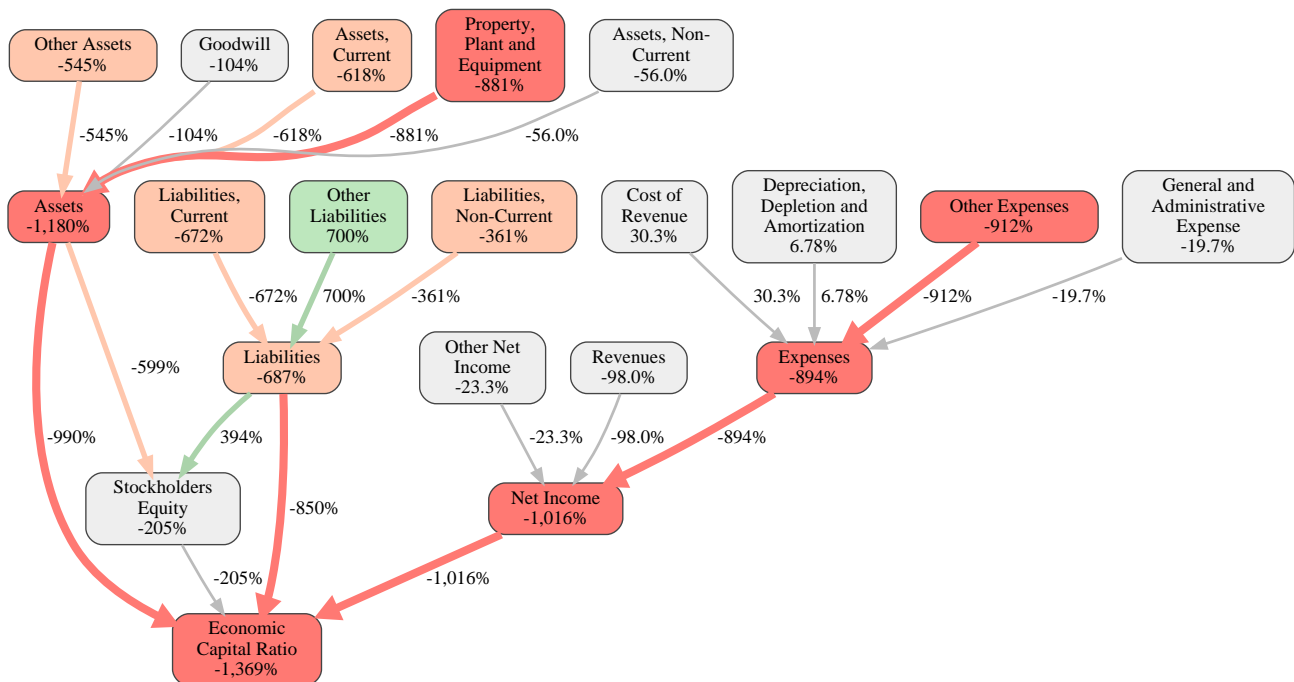 Other Assets
-545%
Goodwill
-104%
Assets,
Current
-618%
Property,
Plant and
Equipment
-881%
Assets, Non-
Current
-56.0%
-545%
-104%
-618%
-881%
-56.0%
Assets
-1,180%
Liabilities,
Current
-672%
Other
Liabilities
700%
Liabilities,
Non-Current
-361%
Cost of
Revenue
30.3%
Depreciation,
Depletion and
Amortization
6.78%
Other Expenses
-912%
General and
Administrative
Expense
-19.7%
-672%
700%
-361%
30.3%
6.78%
-912%
-19.7%
-599%
Liabilities
-687%
Other Net
Income
-23.3%
Revenues
-98.0%
Expenses
-894%
-990%
394%
-850%
-23.3%
-98.0%
-894%
Stockholders
Equity
-205%
Net Income
-1,016%
-205%
-1,016%
Economic
Capital Ratio
-1,369%